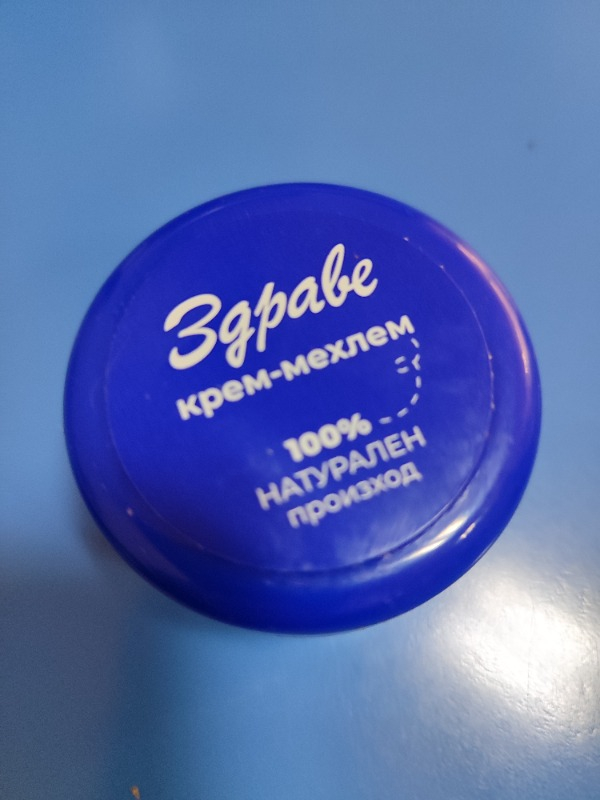 Здраве
крем-мехлем
100%
НАТУРАЛЕН
произход